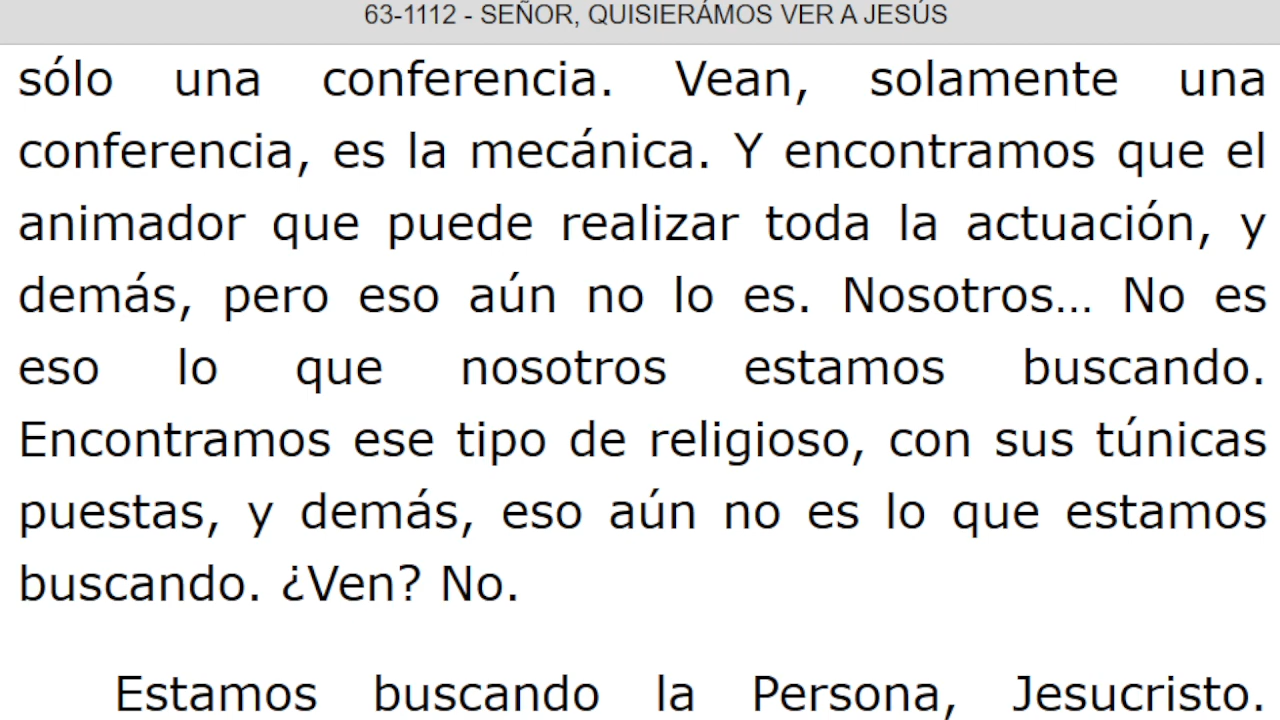 63-1112 - SEÑOR, QUISIERÁMOS VER A JESÚS
sólo una conferencia. Vean, solamente una
conferencia, es la mecánica. Y encontramos que el
animador que puede realizar toda la actuación, y
demás, pero eso aún no lo es. Nosotros... No es
eso lo que nosotros estamos buscando.
Encontramos ese tipo de religioso, con sus túnicas
puestas, y demás, eso aún no es lo que estamos
buscando. ¿Ven? No.
Estamos buscando la Persona, Jesucristo.